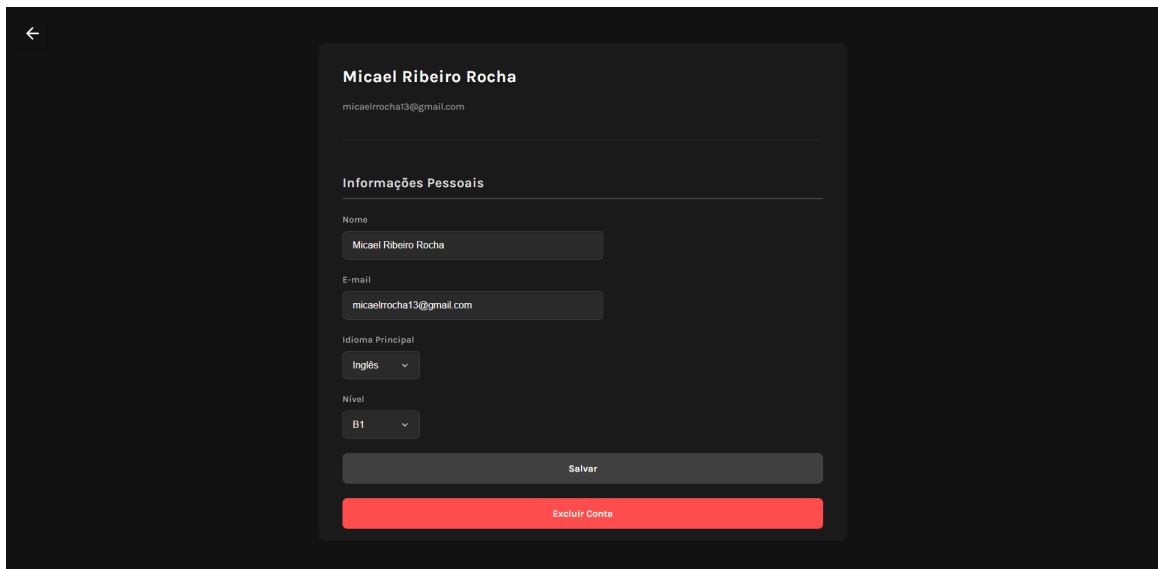 Micael Ribeiro Rocha
micaelrrocha13@gmail.com
Informações Pessoais
Nome
Micael Ribeiro Rocha
E-mail
micaelrrocha13@gmail.com
Idioma Principal
Inglês
Nível
B1
Salvar
Excluir Conta